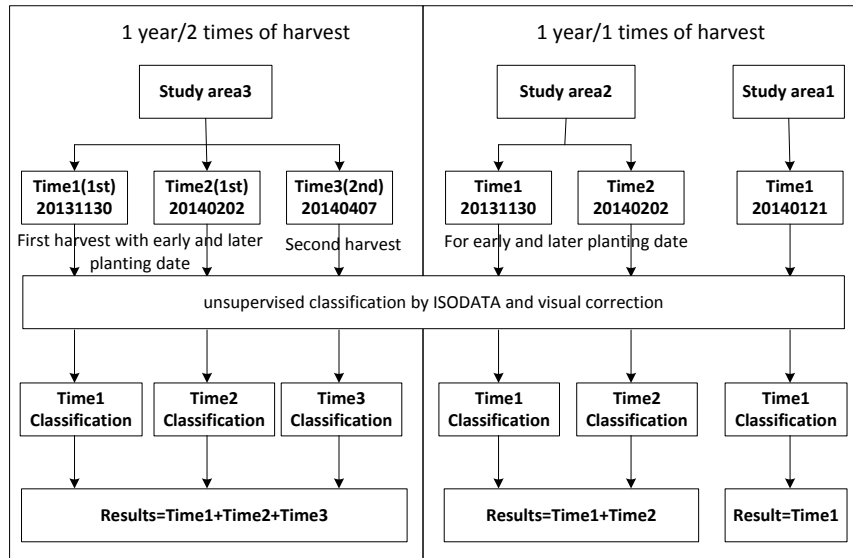 1 year/2 times of harvest
1 year/1 times of harvest
Study area3
Study area2
Study area1
Time1(1st)
20131130
Time2(1st)
20140202
Time3(2nd)
20140407
Time1
20131130
Time2
20140202
Time1
20140121
First harvest with early and later
planting date
Second harvest
For early and later planting date
unsupervised classification by ISODATA and visual correction
Time1
Classification
Time2
Classification
Time3
Classification
Time1
Classification
Time2
Classification
Time1
Classification
Results=Time1+Time2+Time3
Results=Time1+Time2
Result=Time1